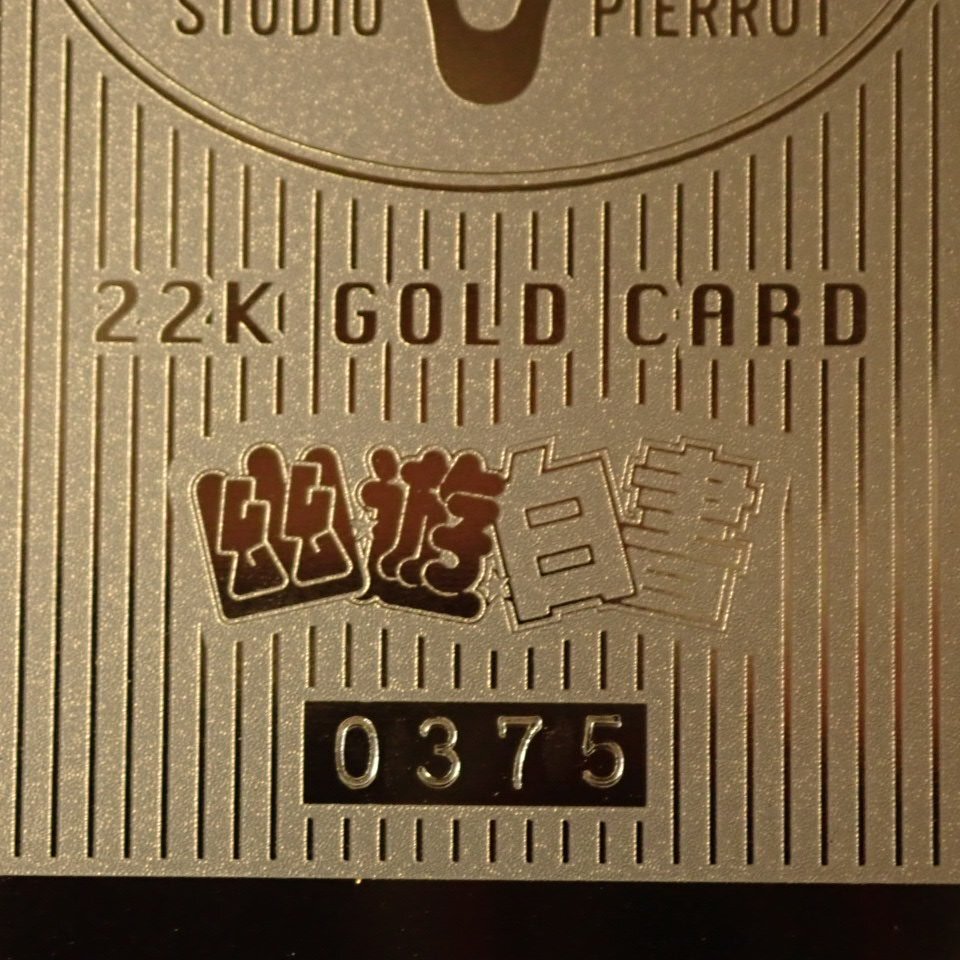 STUDIO PIERROT
22K GOLD CARD
幽遊白書
0375